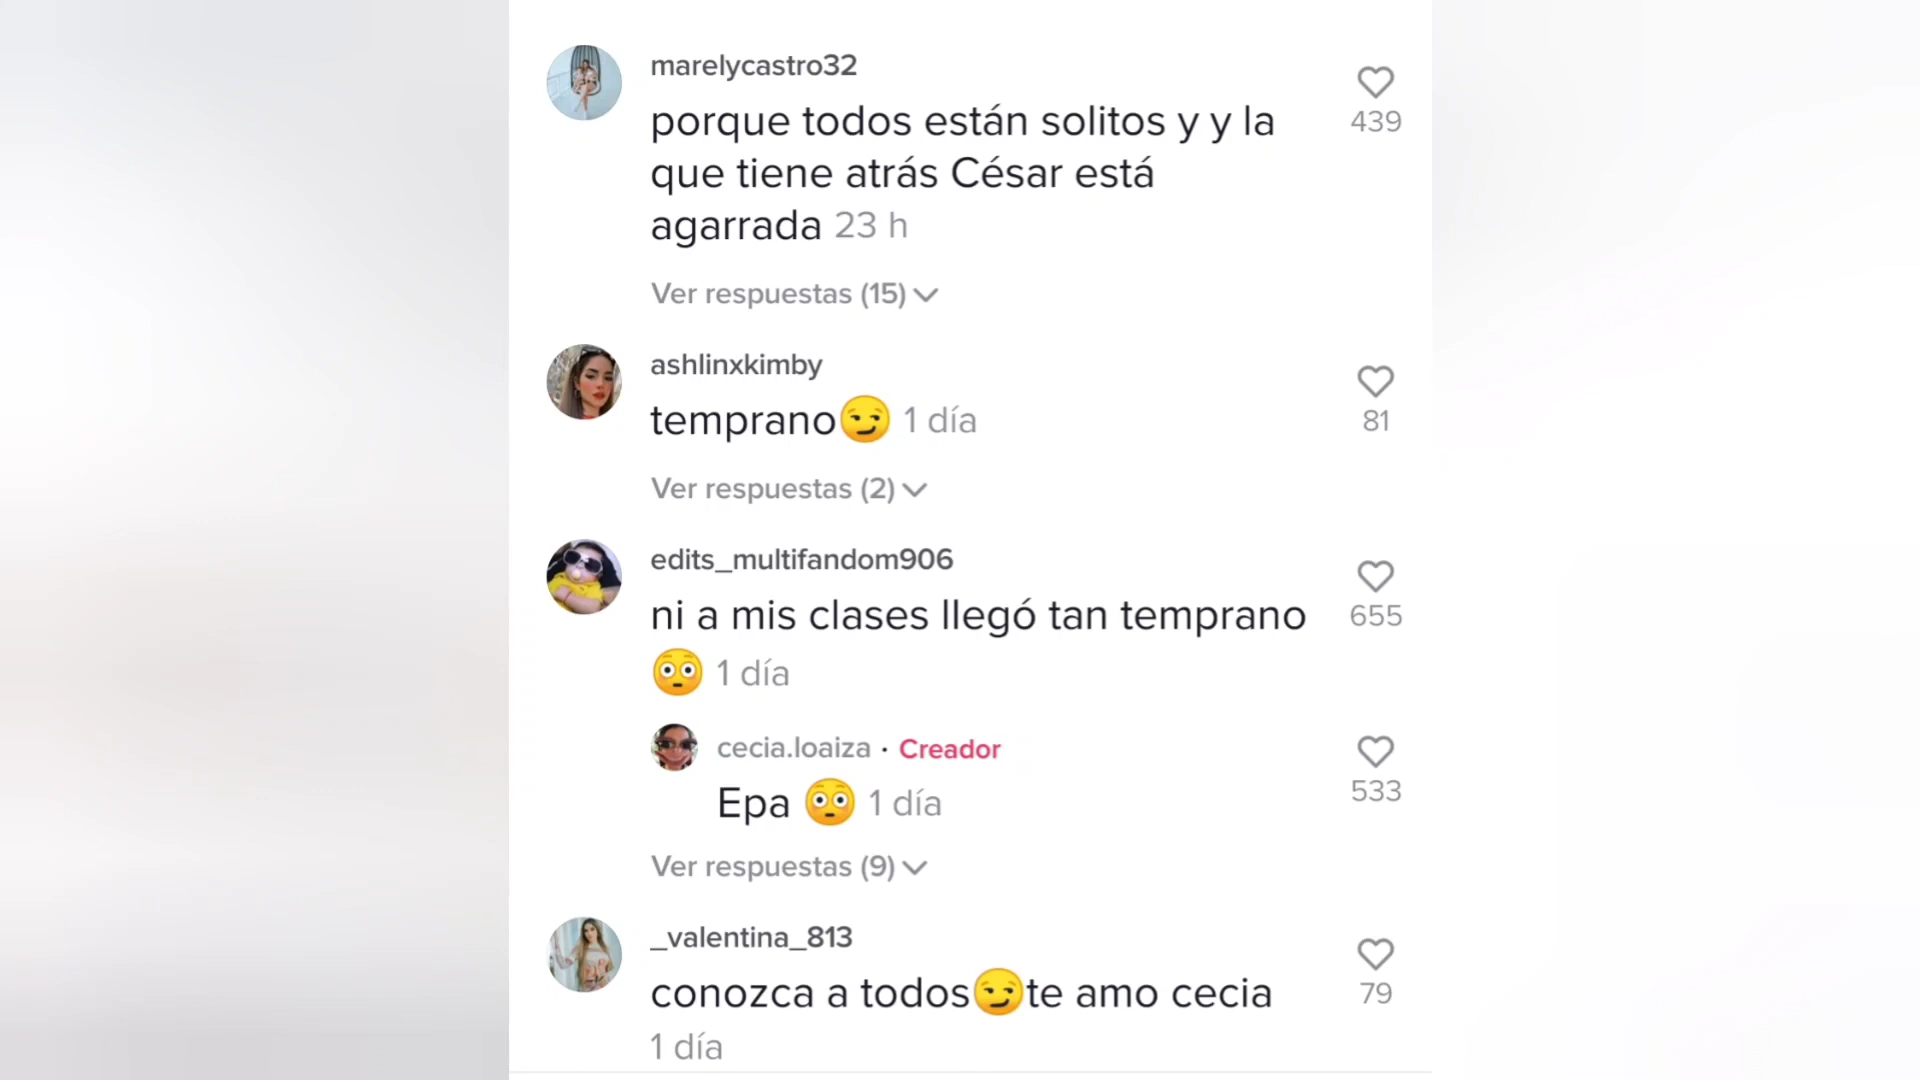 marelycastro32
porque todos están solitos y y la
que tiene atrás César está
agarrada 23 h
439
Ver respuestas (15)
ashlinxkimby
temprano😏 1 día
81
Ver respuestas (2)
edits_multifandom906
ni a mis clases llegó tan temprano
😳 1 día
655
cecia.loaiza · Creador
Epa 😳 1 día
533
Ver respuestas (9)
_valentina_813
conozca a todos😏te amo cecia
1 día
79